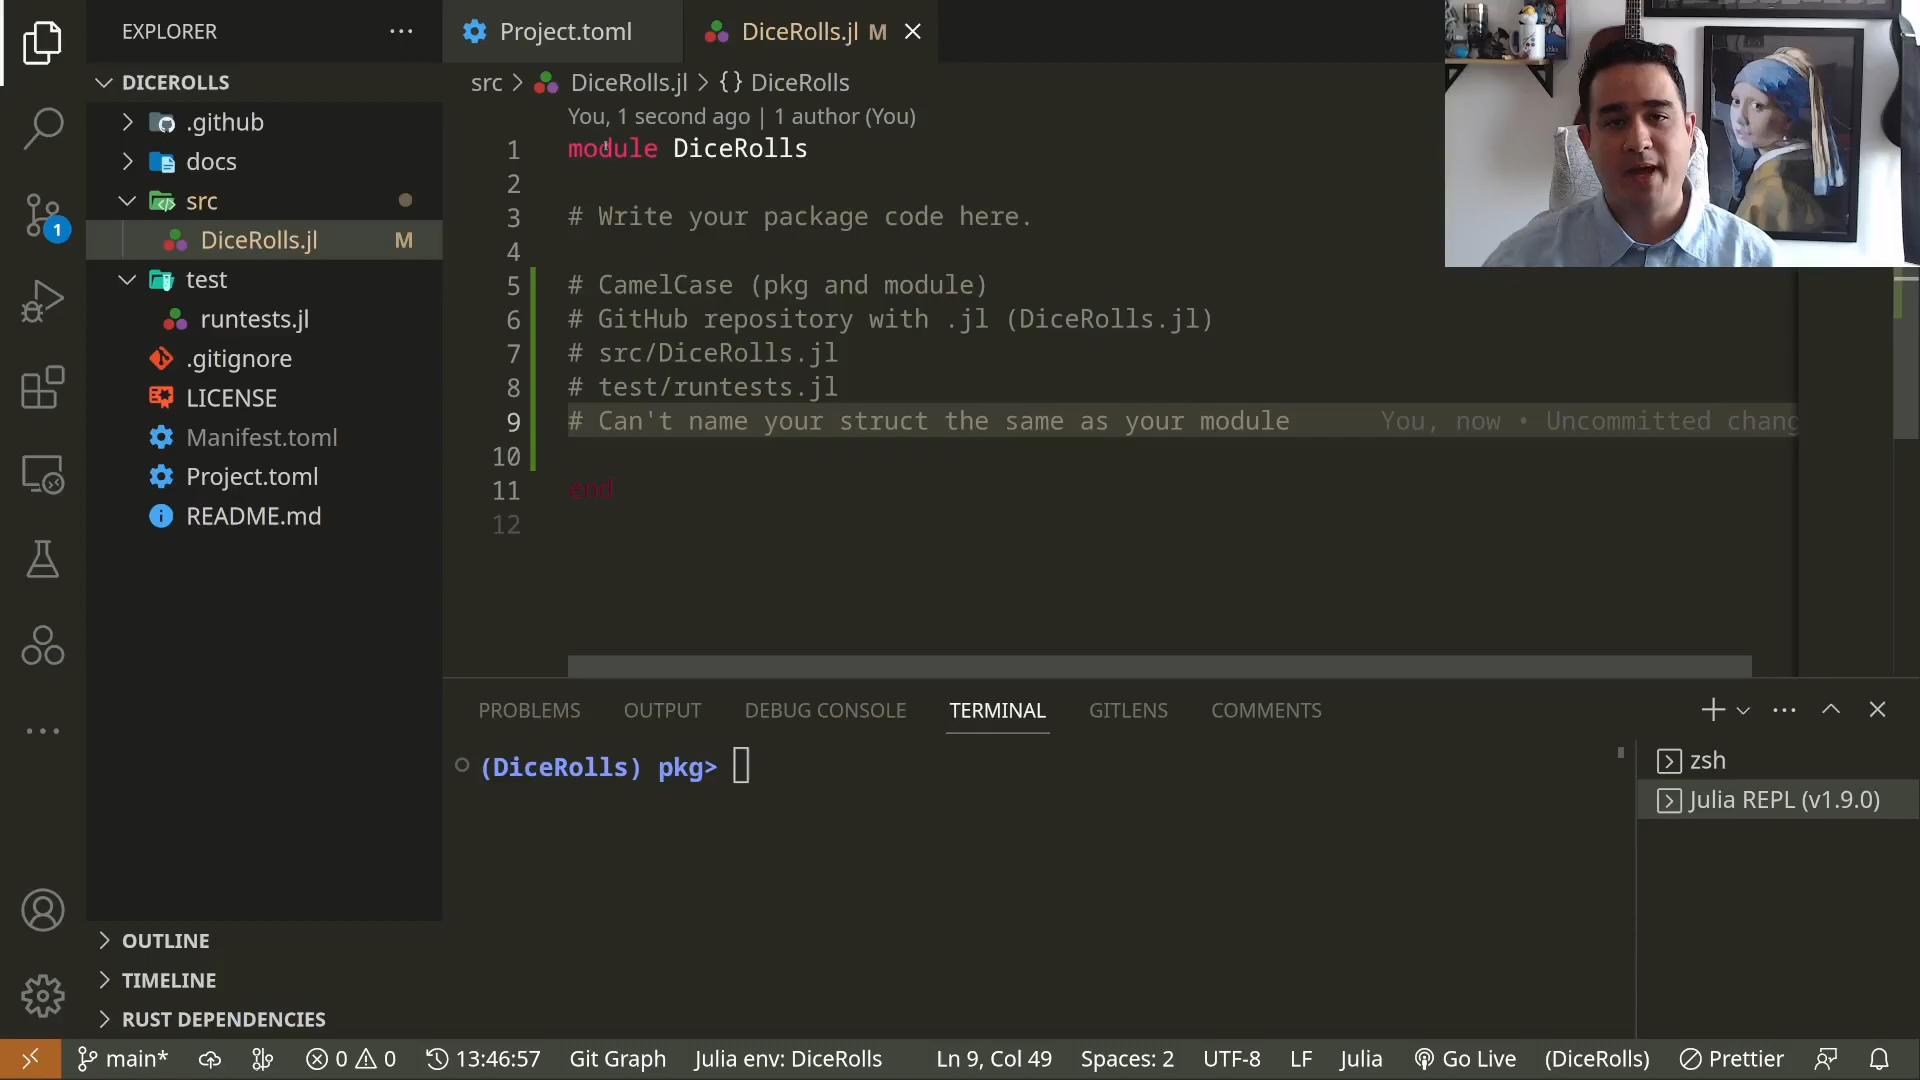 EXPLORER
DICEROLLS
.github
docs
src
DiceRolls.jl M
test
runtests.jl
.gitignore
LICENSE
Manifest.toml
Project.toml
README.md
OUTLINE
TIMELINE
RUST DEPENDENCIES
1
Project.toml
DiceRolls.jl M
src > DiceRolls.jl > {} DiceRolls
You, 1 second ago | 1 author (You)
1 module DiceRolls
2
3 # Write your package code here.
4
5 # CamelCase (pkg and module)
6 # GitHub repository with .jl (DiceRolls.jl)
7 # src/DiceRolls.jl
8 # test/runtests.jl
9 # Can't name your struct the same as your module You, now • Uncommitted chang
10
11 end
12
PROBLEMS OUTPUT DEBUG CONSOLE TERMINAL GITLENS COMMENTS
(DiceRolls) pkg>
zsh
Julia REPL (v1.9.0)
main* 0 0 13:46:57 Git Graph Julia env: DiceRolls Ln 9, Col 49 Spaces: 2 UTF-8 LF Julia Go Live (DiceRolls) Prettier